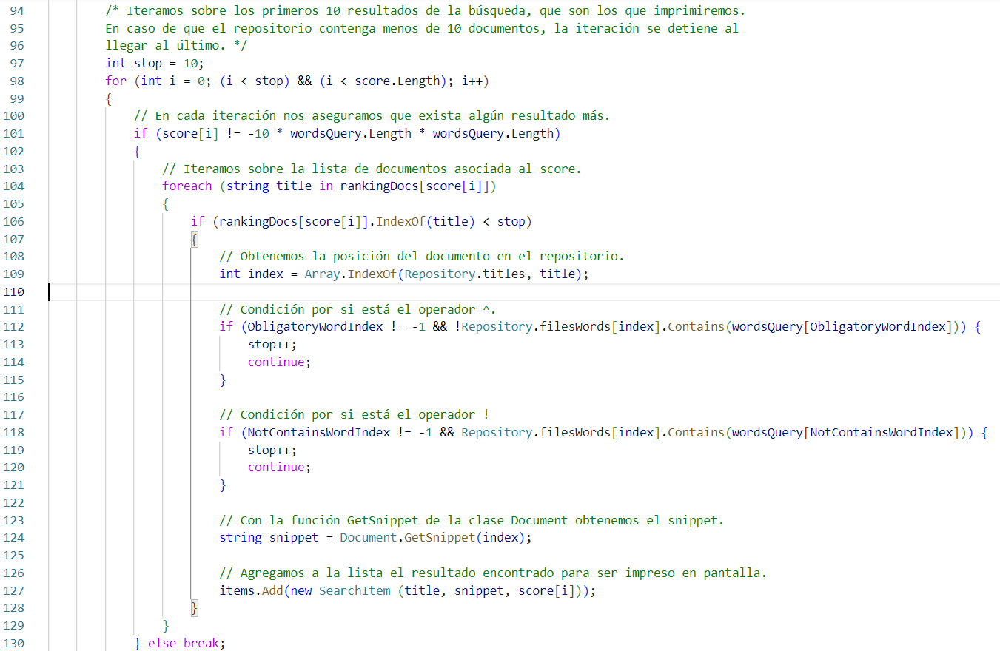 94 /* Iteramos sobre los primeros 10 resultados de la búsqueda, que son los que imprimiremos.
95 En caso de que el repositorio contenga menos de 10 documentos, la iteración se detiene al
96 llegar al último. */
97 int stop = 10;
98 for (int i = 0; (i < stop) && (i < score.Length); i++)
99 {
100 // En cada iteración nos aseguramos que exista algún resultado más.
101 if (score[i] != -10 * wordsQuery.Length * wordsQuery.Length)
102 {
103 // Iteramos sobre la lista de documentos asociada al score.
104 foreach (string title in rankingDocs[score[i]])
105 {
106 if (rankingDocs[score[i]].IndexOf(title) < stop)
107 {
108 // Obtenemos la posición del documento en el repositorio.
109 int index = Array.IndexOf(Repository.titles, title);
110
111 // Condición por si está el operador ^.
112 if (ObligatoryWordIndex != -1 && !Repository.filesWords[index].Contains(wordsQuery[ObligatoryWordIndex])) {
113 stop++;
114 continue;
115 }
116
117 // Condición por si está el operador !
118 if (NotContainsWordIndex != -1 && Repository.filesWords[index].Contains(wordsQuery[NotContainsWordIndex])) {
119 stop++;
120 continue;
121 }
122
123 // Con la función GetSnippet de la clase Document obtenemos el snippet.
124 string snippet = Document.GetSnippet(index);
125
126 // Agregamos a la lista el resultado encontrado para ser impreso en pantalla.
127 items.Add(new SearchItem (title, snippet, score[i]));
128 }
129 }
130 } else break;